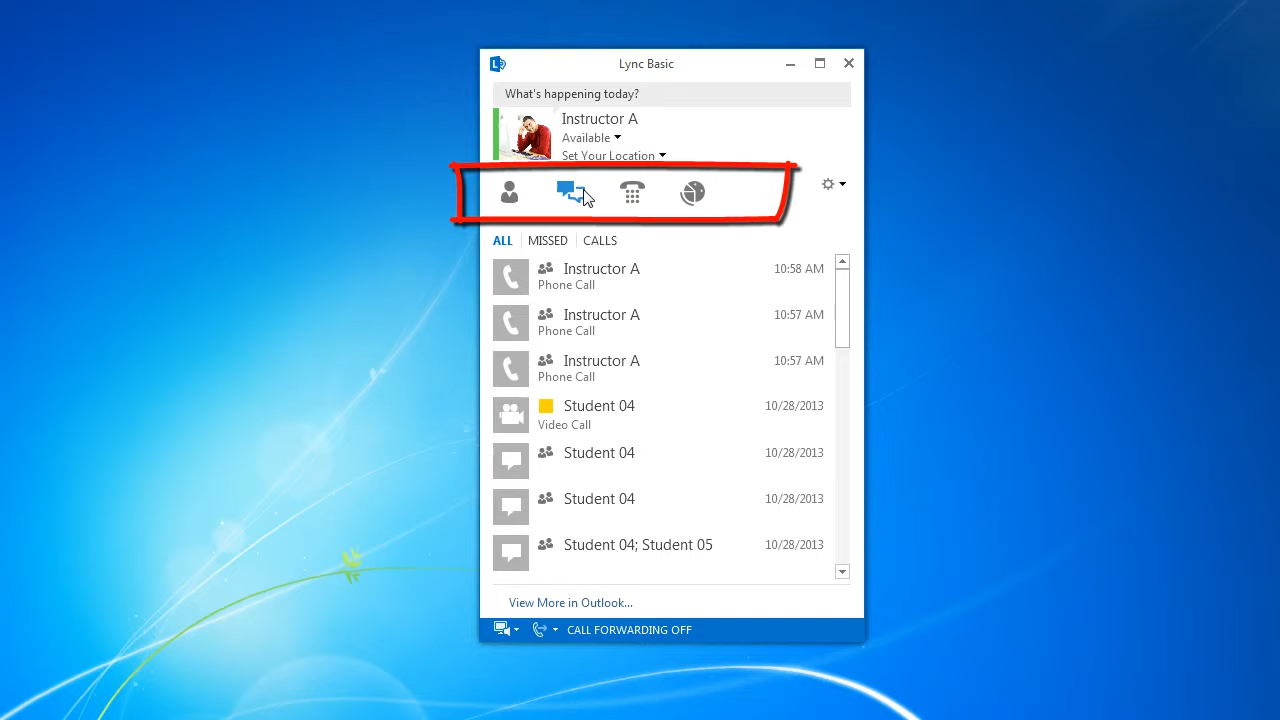 Lync Basic
What's happening today?
Instructor A
Available
Set Your Location
ALL MISSED CALLS
Instructor A 10:58 AM
Phone Call
Instructor A 10:57 AM
Phone Call
Instructor A 10:57 AM
Phone Call
Student 04 10/28/2013
Video Call
Student 04 10/28/2013
Student 04 10/28/2013
Student 04; Student 05 10/28/2013
View More in Outlook...
CALL FORWARDING OFF